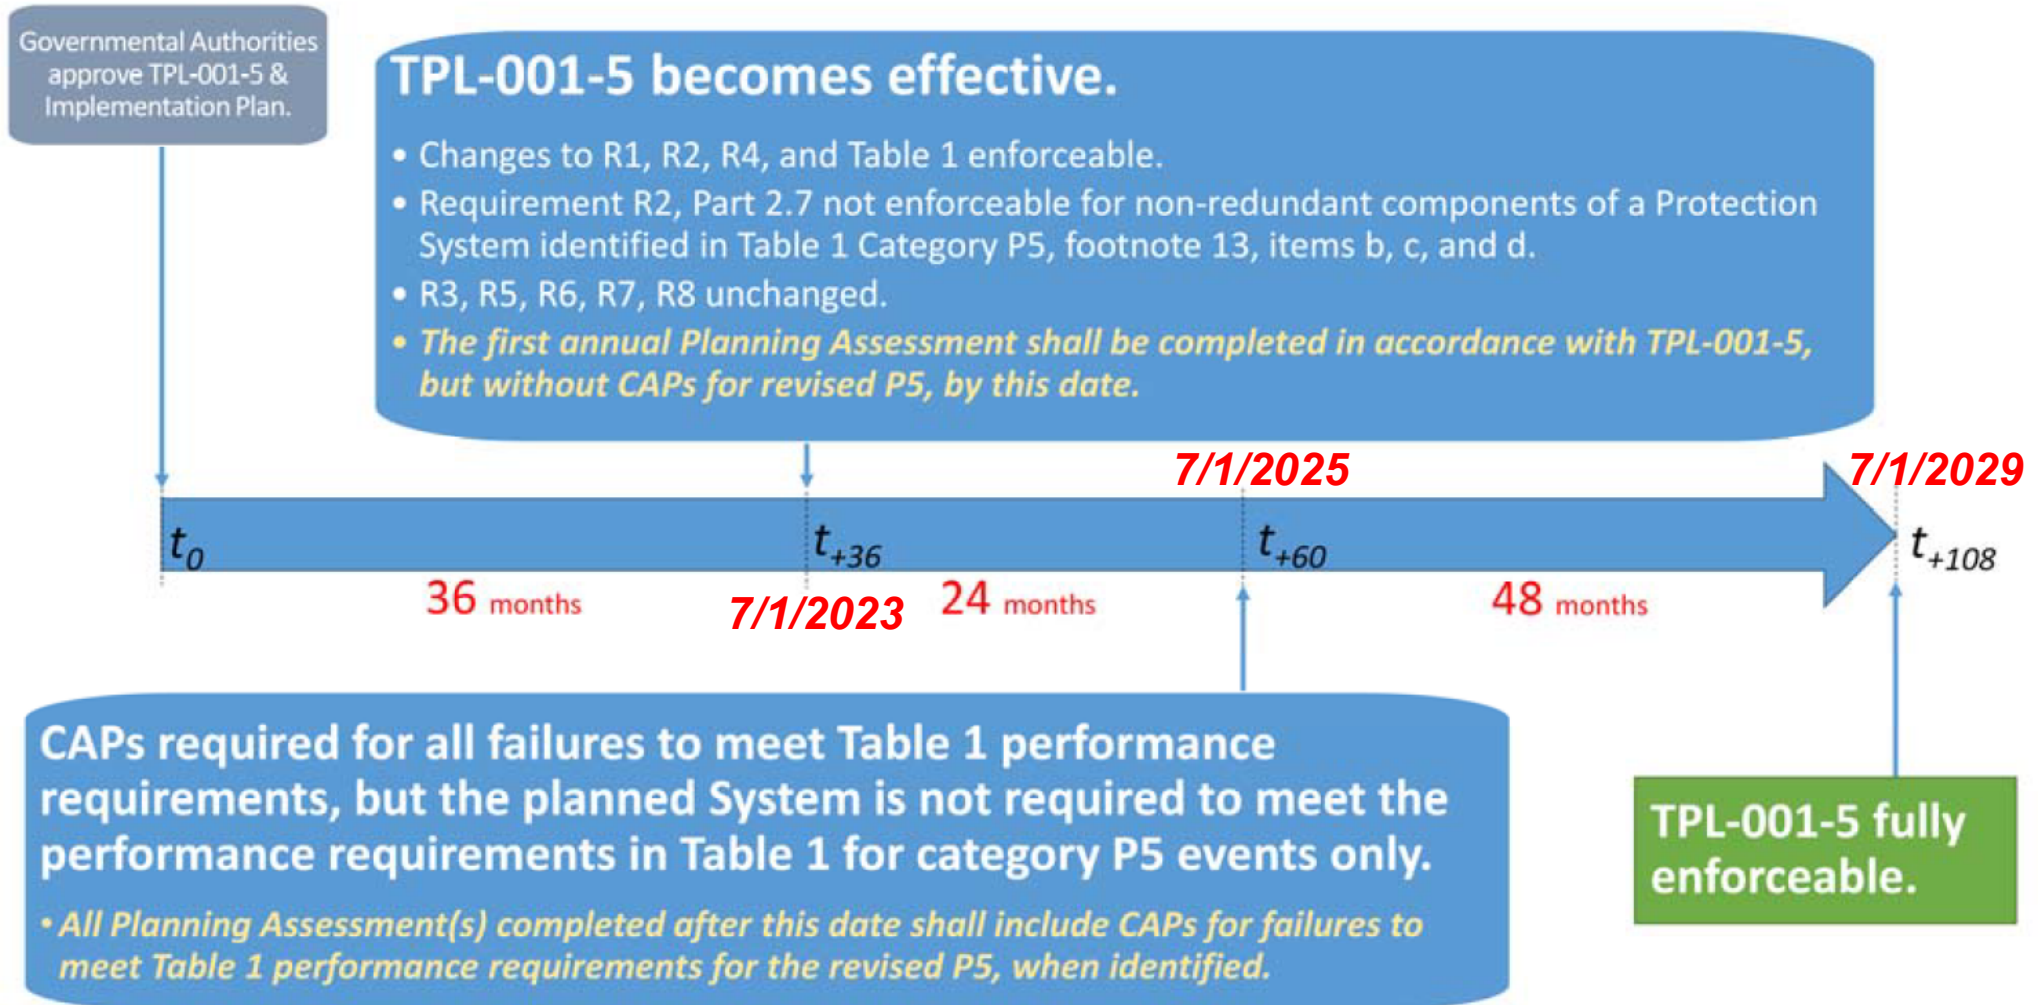 Governmental Authorities
approve TPL-001-5 &
Implementation Plan.
TPL-001-5 becomes effective.
• Changes to R1, R2, R4, and Table 1 enforceable.
• Requirement R2, Part 2.7 not enforceable for non-redundant components of a Protection
System identified in Table 1 Category P5, footnote 13, items b, c, and d.
• R3, R5, R6, R7, R8 unchanged.
• The first annual Planning Assessment shall be completed in accordance with TPL-001-5,
but without CAPs for revised P5, by this date.
7/1/2025
7/1/2029
t0
t+36
t+60
t+108
36 months
7/1/2023
24 months
48 months
CAPs required for all failures to meet Table 1 performance
requirements, but the planned System is not required to meet the
performance requirements in Table 1 for category P5 events only.
• All Planning Assessment(s) completed after this date shall include CAPs for failures to
meet Table 1 performance requirements for the revised P5, when identified.
TPL-001-5 fully
enforceable.